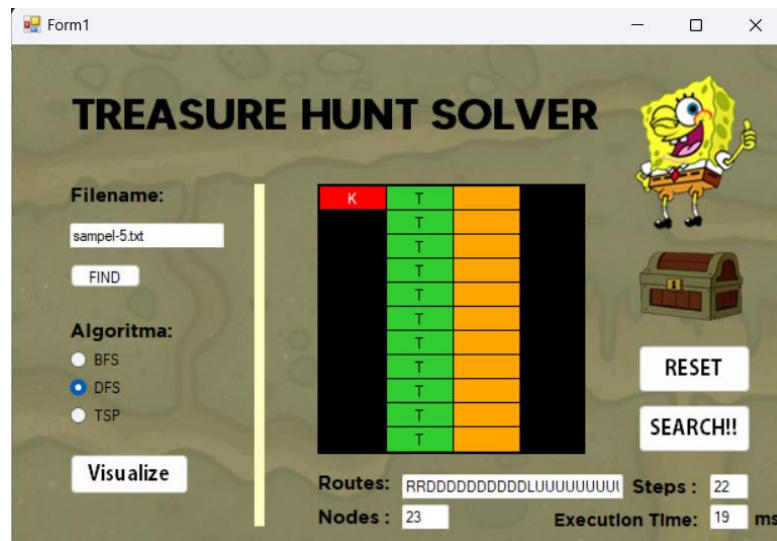 Form1
TREASURE HUNT SOLVER
Filename:
sampel-5.txt
FIND
Algoritma:
BFS
DFS
TSP
Visualize
K T
T
T
T
T
T
T
T
T
T
T
RESET
SEARCH!!
Routes: RRDDDDDDDDDDLUUUUUUUUU Steps : 22
Nodes : 23 Execution Time: 19 ms